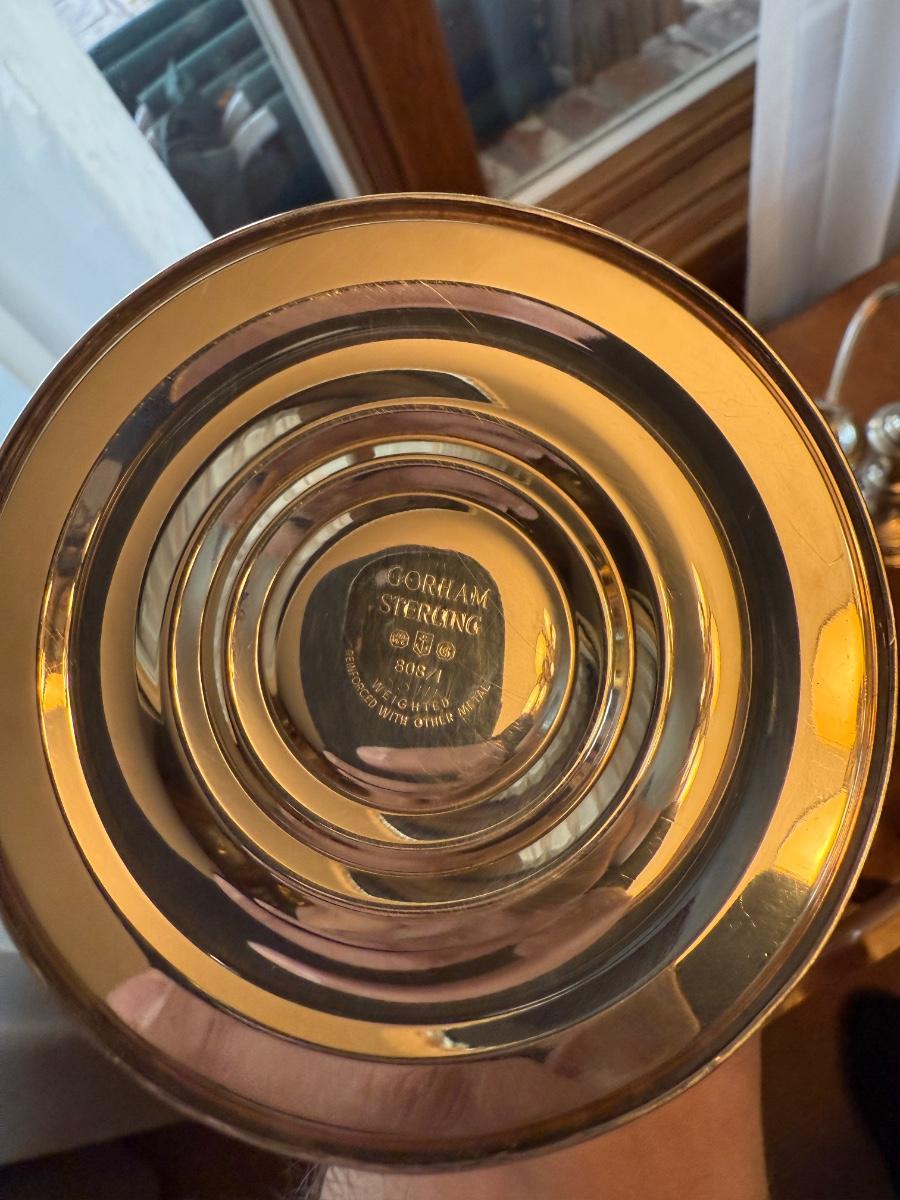 GORHAM
STERLING
808/1
WEIGHTED
REINFORCED WITH OTHER METAL